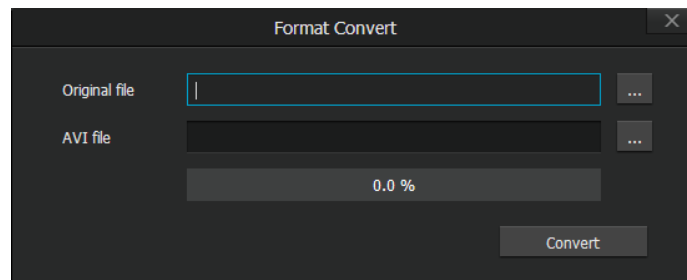 Format Convert
Original file
...
AVI file
...
0.0 %
Convert